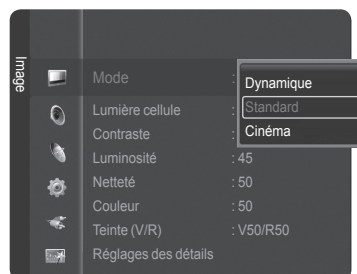 Image
Mode :
Dynamique
Standard
Cinéma
Lumière cellule :
Contraste :
Luminosité : 45
Netteté : 50
Couleur : 50
Teinte (V/R) : V50/R50
Réglages des détails